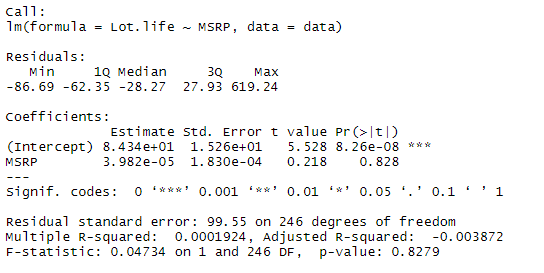 Call:
lm(formula = Lot.life ~ MSRP, data = data)
Residuals:
Min 1Q Median 3Q Max
-86.69 -62.35 -28.27 27.93 619.24
Coefficients:
Estimate Std. Error t value Pr(>|t|)
(Intercept) 8.434e+01 1.526e+01 5.528 8.26e-08 ***
MSRP 3.982e-05 1.830e-04 0.218 0.828
---
Signif. codes: 0 ‘***’ 0.001 ‘**’ 0.01 ‘*’ 0.05 ‘.’ 0.1 ‘ ’ 1
Residual standard error: 99.55 on 246 degrees of freedom
Multiple R-squared: 0.0001924, Adjusted R-squared: -0.003872
F-statistic: 0.04734 on 1 and 246 DF, p-value: 0.8279